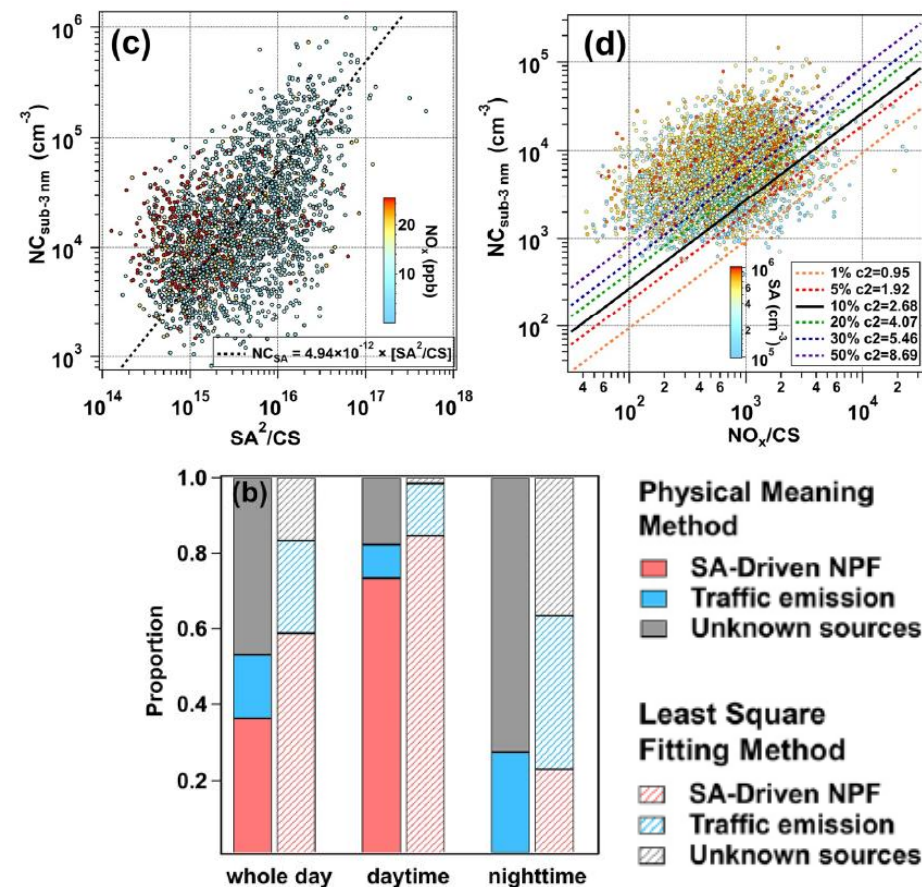 (c)
NCsub-3 nm (cm⁻³)
10⁶
10⁵
10⁴
10³
10¹⁴
10¹⁵
10¹⁶
10¹⁷
10¹⁸
SA²/CS
20
10
NOx (ppb)
NCSA = 4.94×10⁻¹² × [SA²/CS]
(d)
NCsub-3 nm (cm⁻³)
10⁵
10⁴
10³
10²
4 6
10²
2 4 6
10³
2 4 6
10⁴
2
NOx/CS
10⁶
6
4
2
10⁵
SA (cm⁻³)
1% c2=0.95
5% c2=1.92
10% c2=2.68
20% c2=4.07
30% c2=5.46
50% c2=8.69
(b)
Proportion
1.0
0.8
0.6
0.4
0.2
whole day
daytime
nighttime
Physical Meaning
Method
SA-Driven NPF
Traffic emission
Unknown sources
Least Square
Fitting Method
SA-Driven NPF
Traffic emission
Unknown sources